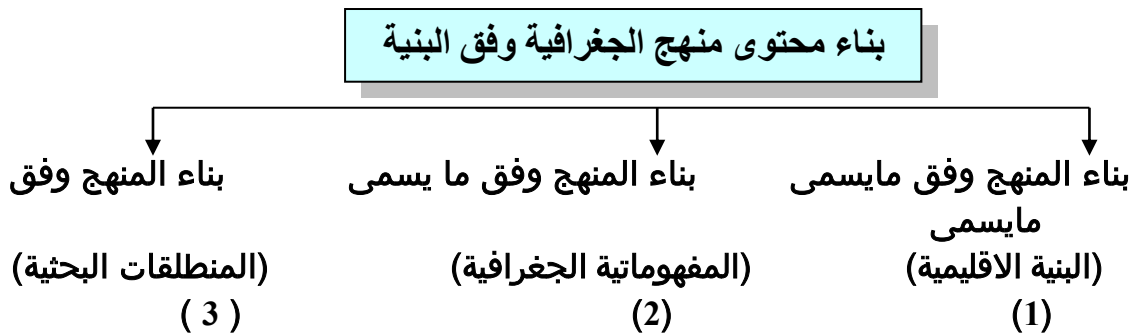 بناء محتوى منهج الجغرافية وفق البنية
بناء المنهج وفق مايسمى بناء المنهج وفق ما يسمى بناء المنهج وفق
مايسمى
(البنية الاقليمية) (المفهوماتية الجغرافية) (المنطلقات البحثية)
(1) (2) ( 3 )